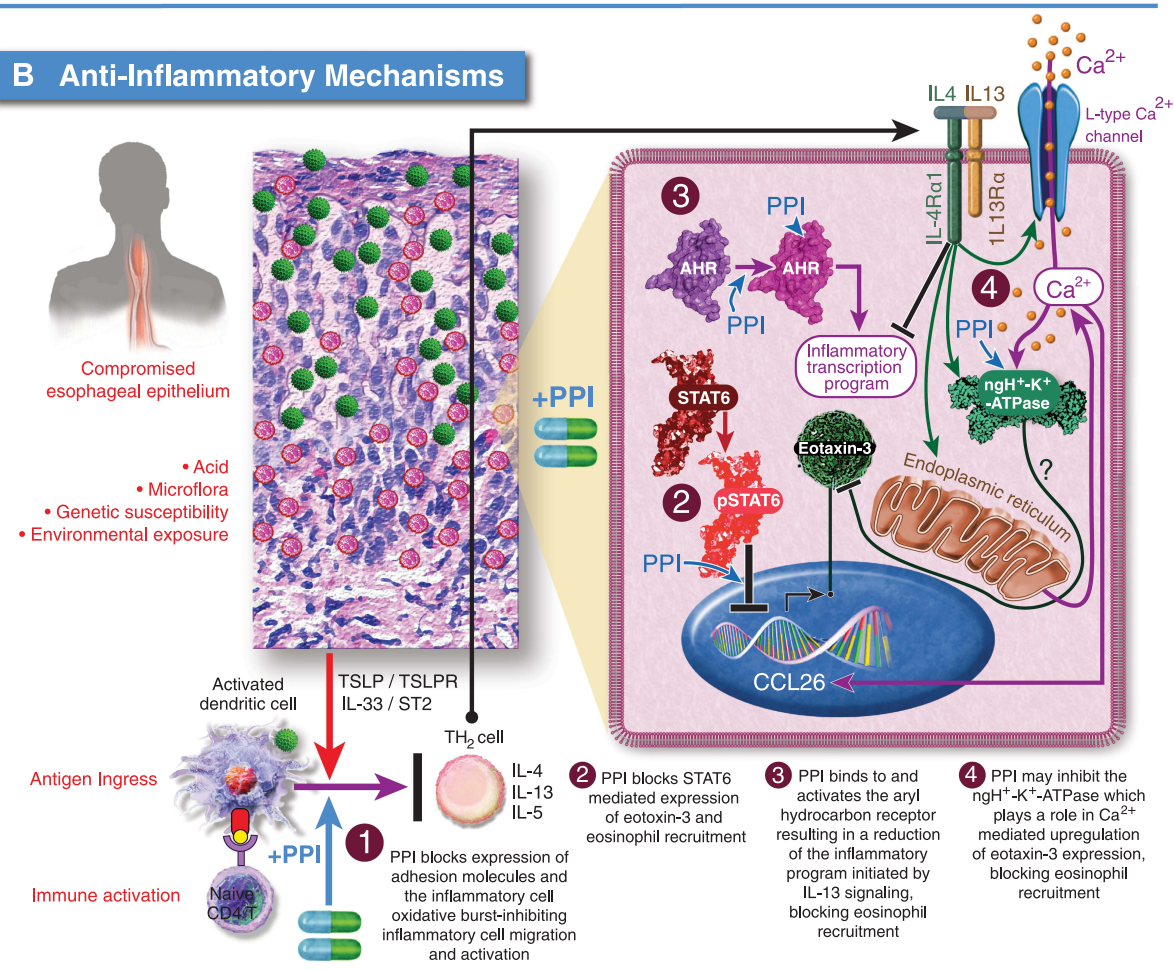 B Anti-Inflammatory Mechanisms
Compromised
esophageal epithelium
• Acid
• Microflora
• Genetic susceptibility
• Environmental exposure
+PPI
IL4 IL13
Ca2+
L-type Ca2+
channel
IL-4Rα1
1L13Rα
3
PPI
AHR
AHR
PPI
Inflammatory
transcription
program
4
Ca2+
PPI
ngH+-K+
-ATPase
STAT6
Eotaxin-3
Endoplasmic reticulum
?
2
pSTAT6
PPI
CCL26
Activated
dendritic cell
TSLP / TSLPR
IL-33 / ST2
TH2 cell
Antigen Ingress
IL-4
IL-13
IL-5
+PPI
Immune activation
Naive
CD4/T
1
PPI blocks expression of
adhesion molecules and
the inflammatory cell
oxidative burst-inhibiting
inflammatory cell migration
and activation
2 PPI blocks STAT6
mediated expression
of eotoxin-3 and
eosinophil recruitment
3 PPI binds to and
activates the aryl
hydrocarbon receptor
resulting in a reduction
of the inflammatory
program initiated by
IL-13 signaling,
blocking eosinophil
recruitment
4 PPI may inhibit the
ngH+-K+-ATPase which
plays a role in Ca2+
mediated upregulation
of eotaxin-3 expression,
blocking eosinophil
recruitment